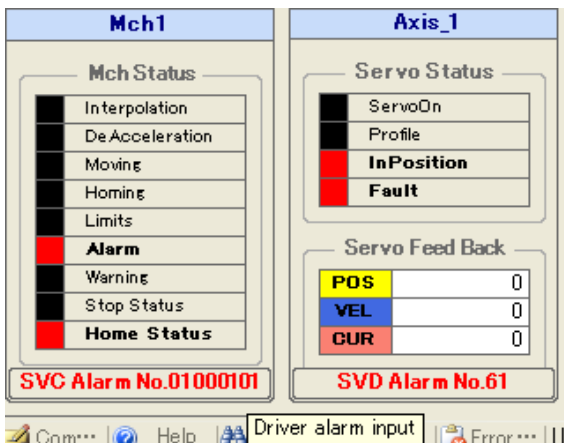 Mch1
Mch Status
Interpolation
DeAcceleration
Moving
Homing
Limits
Alarm
Warning
Stop Status
Home Status
SVC Alarm No.01000101
Axis_1
Servo Status
ServoOn
Profile
InPosition
Fault
Servo Feed Back
POS 0
VEL 0
CUR 0
SVD Alarm No.61
Com··· Help Driver alarm input Error···